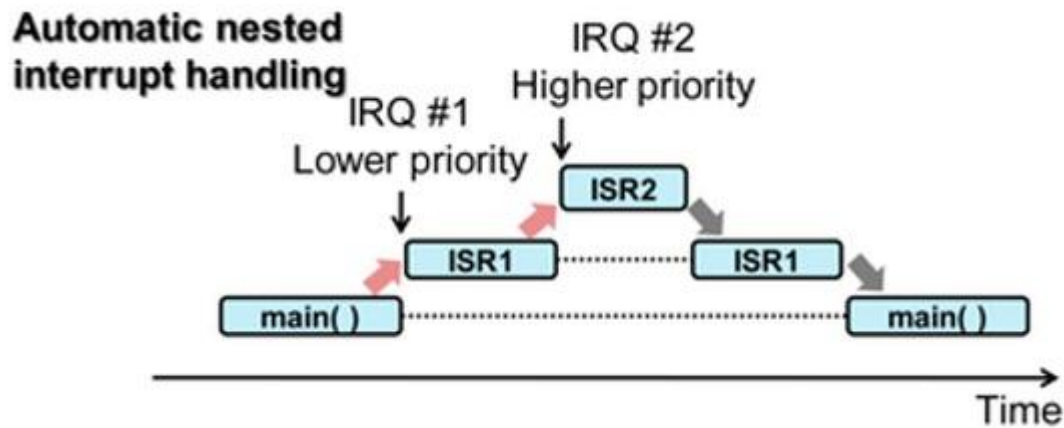 Automatic nested
interrupt handling
IRQ #1
Lower priority
IRQ #2
Higher priority
ISR2
ISR1
ISR1
main( )
main( )
Time